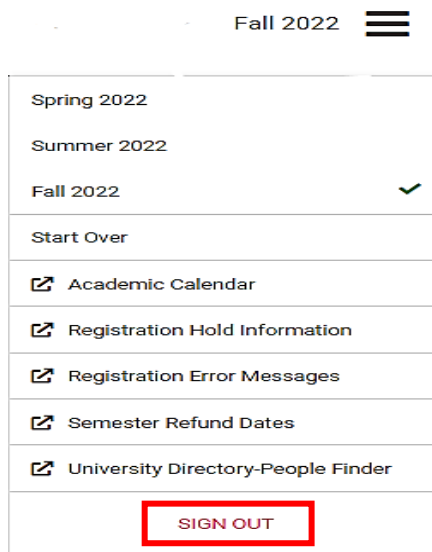 Fall 2022
Spring 2022
Summer 2022
Fall 2022
Start Over
Academic Calendar
Registration Hold Information
Registration Error Messages
Semester Refund Dates
University Directory-People Finder
SIGN OUT